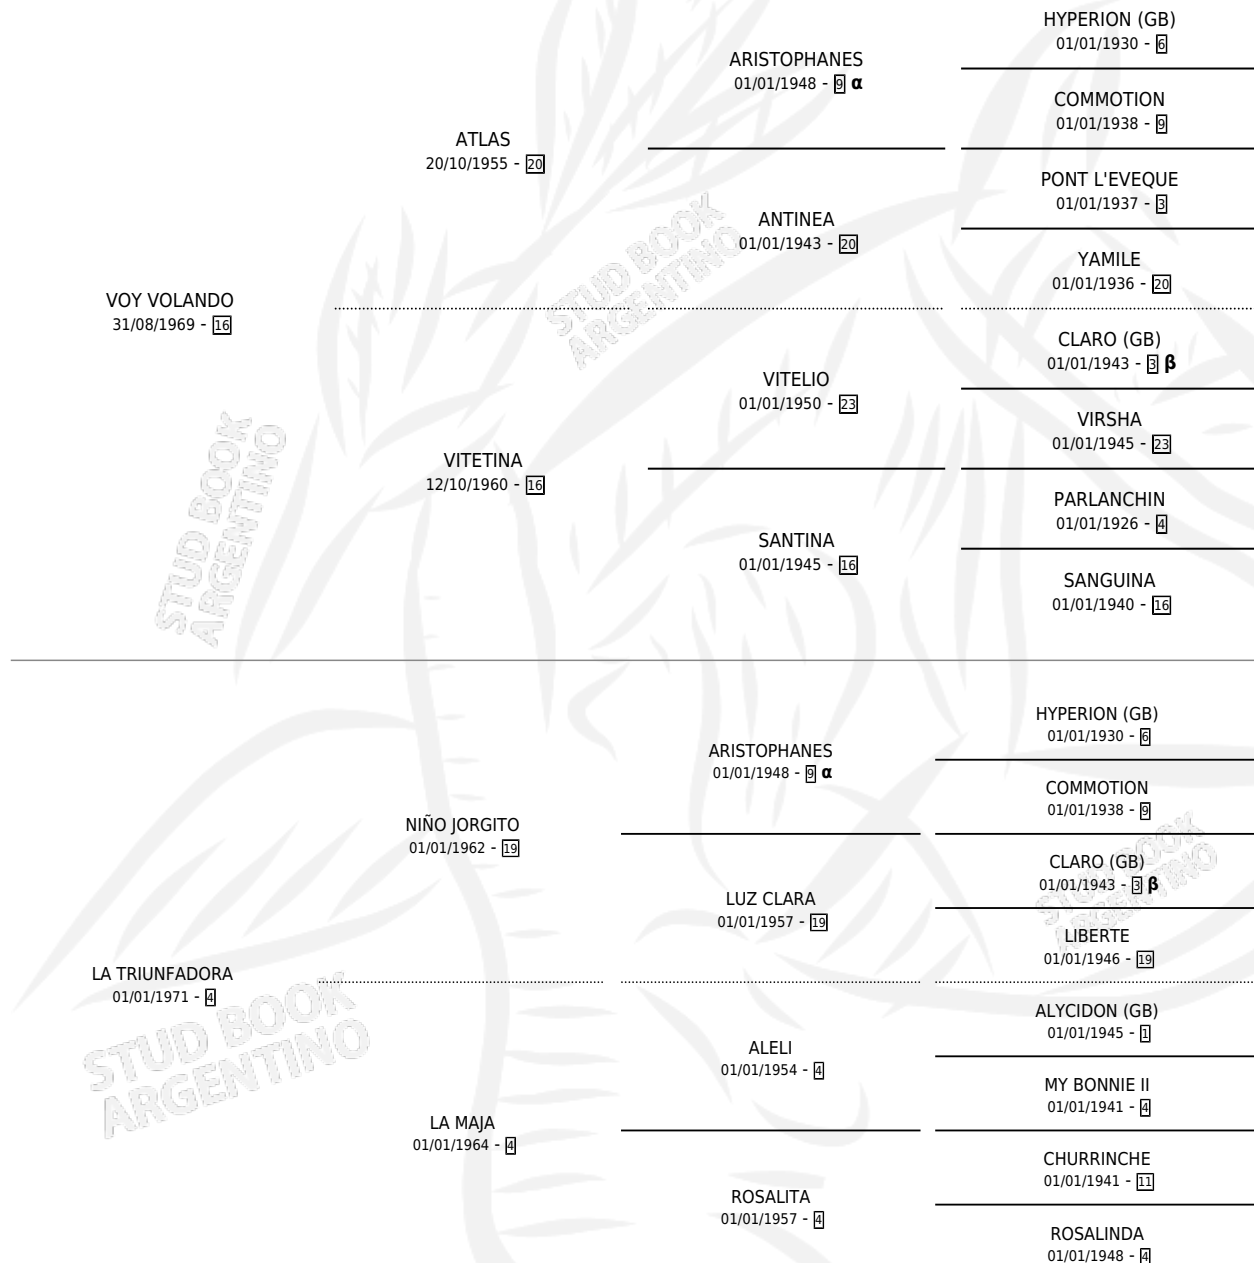 HYPERION (GB)
01/01/1930 - 6
ARISTOPHANES
01/01/1948 - 9 α
COMMOTION
01/01/1938 - 9
ATLAS
20/10/1955 - 20
PONT L'EVEQUE
01/01/1937 - 3
ANTINEA
01/01/1943 - 20
YAMILE
01/01/1936 - 20
VOY VOLANDO
31/08/1969 - 16
CLARO (GB)
01/01/1943 - 3 β
VITELIO
01/01/1950 - 23
VIRSHA
01/01/1945 - 23
VITETINA
12/10/1960 - 16
PARLANCHIN
01/01/1926 - 4
SANTINA
01/01/1945 - 16
SANGUINA
01/01/1940 - 16
STUD BOOK
ARGENTINO
STUD BOOK
ARGENTINO
HYPERION (GB)
01/01/1930 - 6
ARISTOPHANES
01/01/1948 - 9 α
COMMOTION
01/01/1938 - 9
NIÑO JORGITO
01/01/1962 - 19
CLARO (GB)
01/01/1943 - 3 β
LUZ CLARA
01/01/1957 - 19
LIBERTE
01/01/1946 - 19
LA TRIUNFADORA
01/01/1971 - 4
ALYCIDON (GB)
01/01/1945 - 1
ALELI
01/01/1954 - 4
MY BONNIE II
01/01/1941 - 4
LA MAJA
01/01/1964 - 4
CHURRINCHE
01/01/1941 - 11
ROSALITA
01/01/1957 - 4
ROSALINDA
01/01/1948 - 4
STUD BOOK
ARGENTINO
STUD BOOK
ARGENTINO